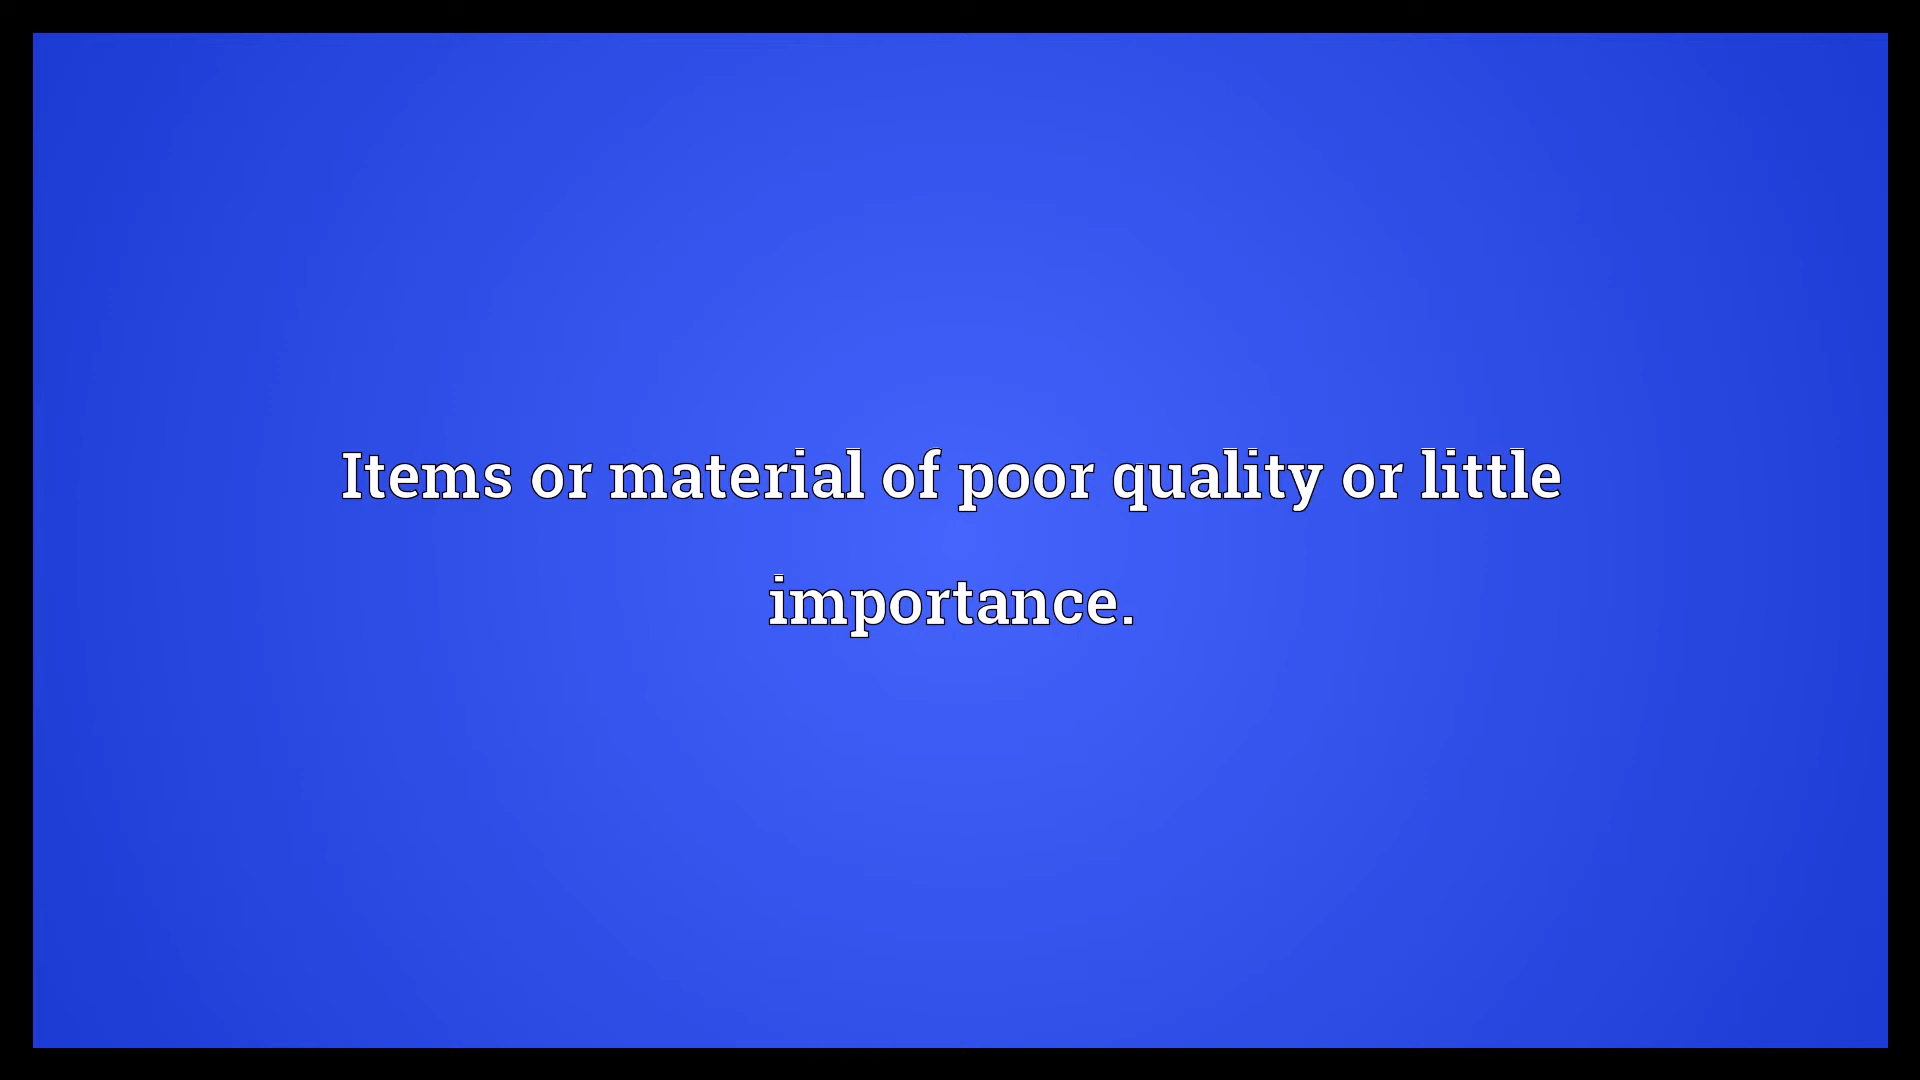 Items or material of poor quality or little
importance.